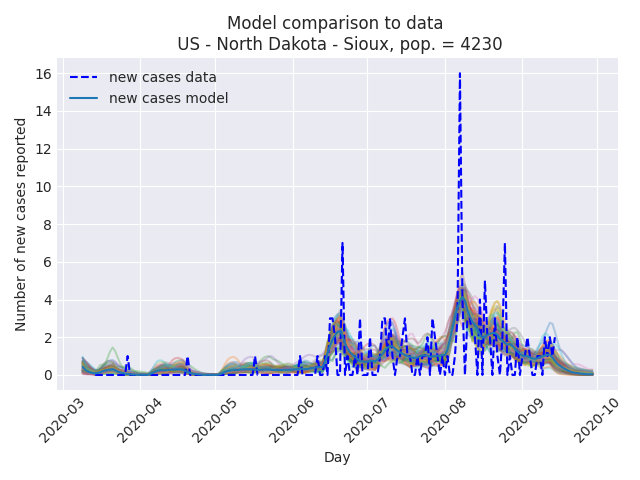 Model comparison to data
US - North Dakota - Sioux, pop. = 4230
new cases data
new cases model
Number of new cases reported
16
14
12
10
8
6
4
2
0
2020-03
2020-04
2020-05
2020-06
2020-07
2020-08
2020-09
2020-10
Day